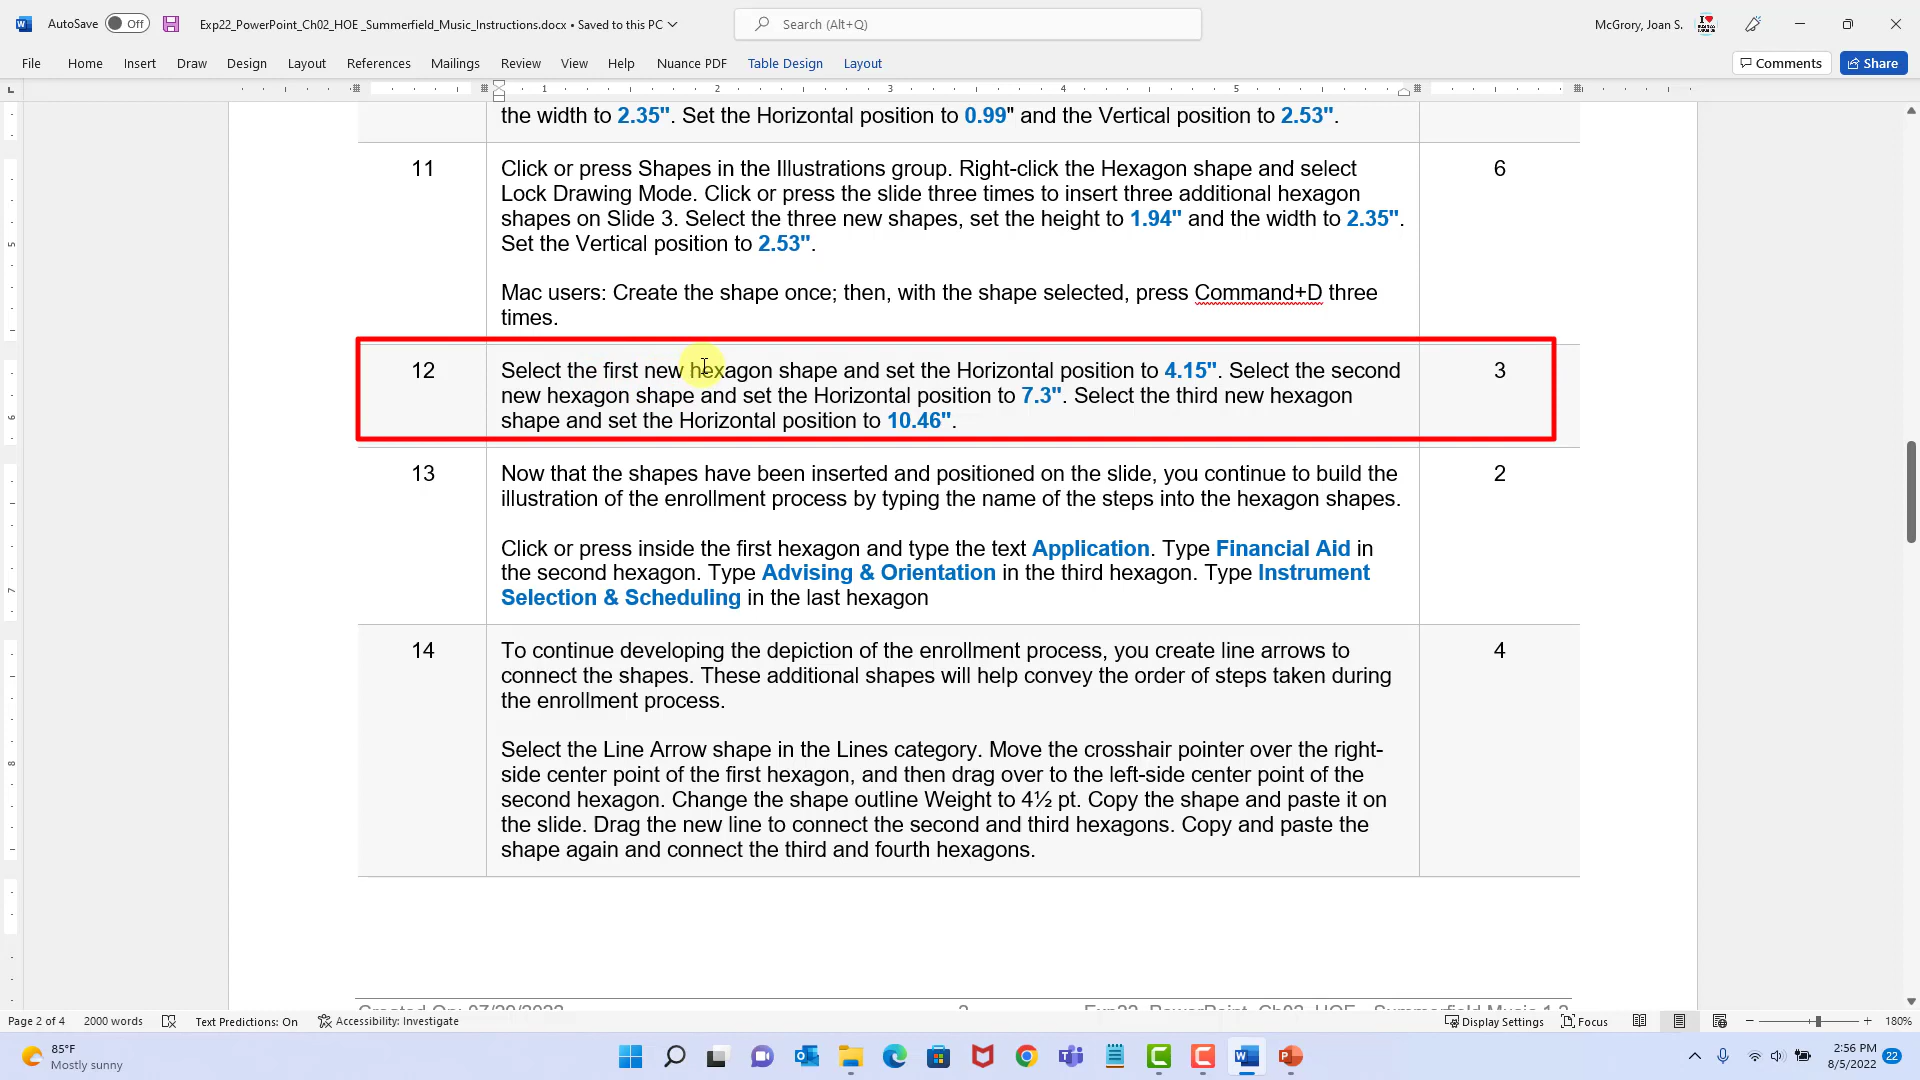 AutoSave Off Exp22_PowerPoint_Ch02_HOE _Summerfield_Music_Instructions.docx • Saved to this PC Search (Alt+Q) McGrory, Joan S.
File Home Insert Draw Design Layout References Mailings Review View Help Nuance PDF Table Design Layout Comments Share
1 2 3 4 5
the width to 2.35". Set the Horizontal position to 0.99" and the Vertical position to 2.53".
11 Click or press Shapes in the Illustrations group. Right-click the Hexagon shape and select 6
Lock Drawing Mode. Click or press the slide three times to insert three additional hexagon
shapes on Slide 3. Select the three new shapes, set the height to 1.94" and the width to 2.35".
Set the Vertical position to 2.53".
Mac users: Create the shape once; then, with the shape selected, press Command+D three
times.
12 Select the first new hexagon shape and set the Horizontal position to 4.15". Select the second 3
new hexagon shape and set the Horizontal position to 7.3". Select the third new hexagon
shape and set the Horizontal position to 10.46".
13 Now that the shapes have been inserted and positioned on the slide, you continue to build the 2
illustration of the enrollment process by typing the name of the steps into the hexagon shapes.
Click or press inside the first hexagon and type the text Application. Type Financial Aid in
the second hexagon. Type Advising & Orientation in the third hexagon. Type Instrument
Selection & Scheduling in the last hexagon
14 To continue developing the depiction of the enrollment process, you create line arrows to 4
connect the shapes. These additional shapes will help convey the order of steps taken during
the enrollment process.
Select the Line Arrow shape in the Lines category. Move the crosshair pointer over the right-
side center point of the first hexagon, and then drag over to the left-side center point of the
second hexagon. Change the shape outline Weight to 4½ pt. Copy the shape and paste it on
the slide. Drag the new line to connect the second and third hexagons. Copy and paste the
shape again and connect the third and fourth hexagons.
Page 2 of 4 2000 words Text Predictions: On Accessibility: Investigate Display Settings Focus 180%
85°F
Mostly sunny
2:56 PM
8/5/2022 22